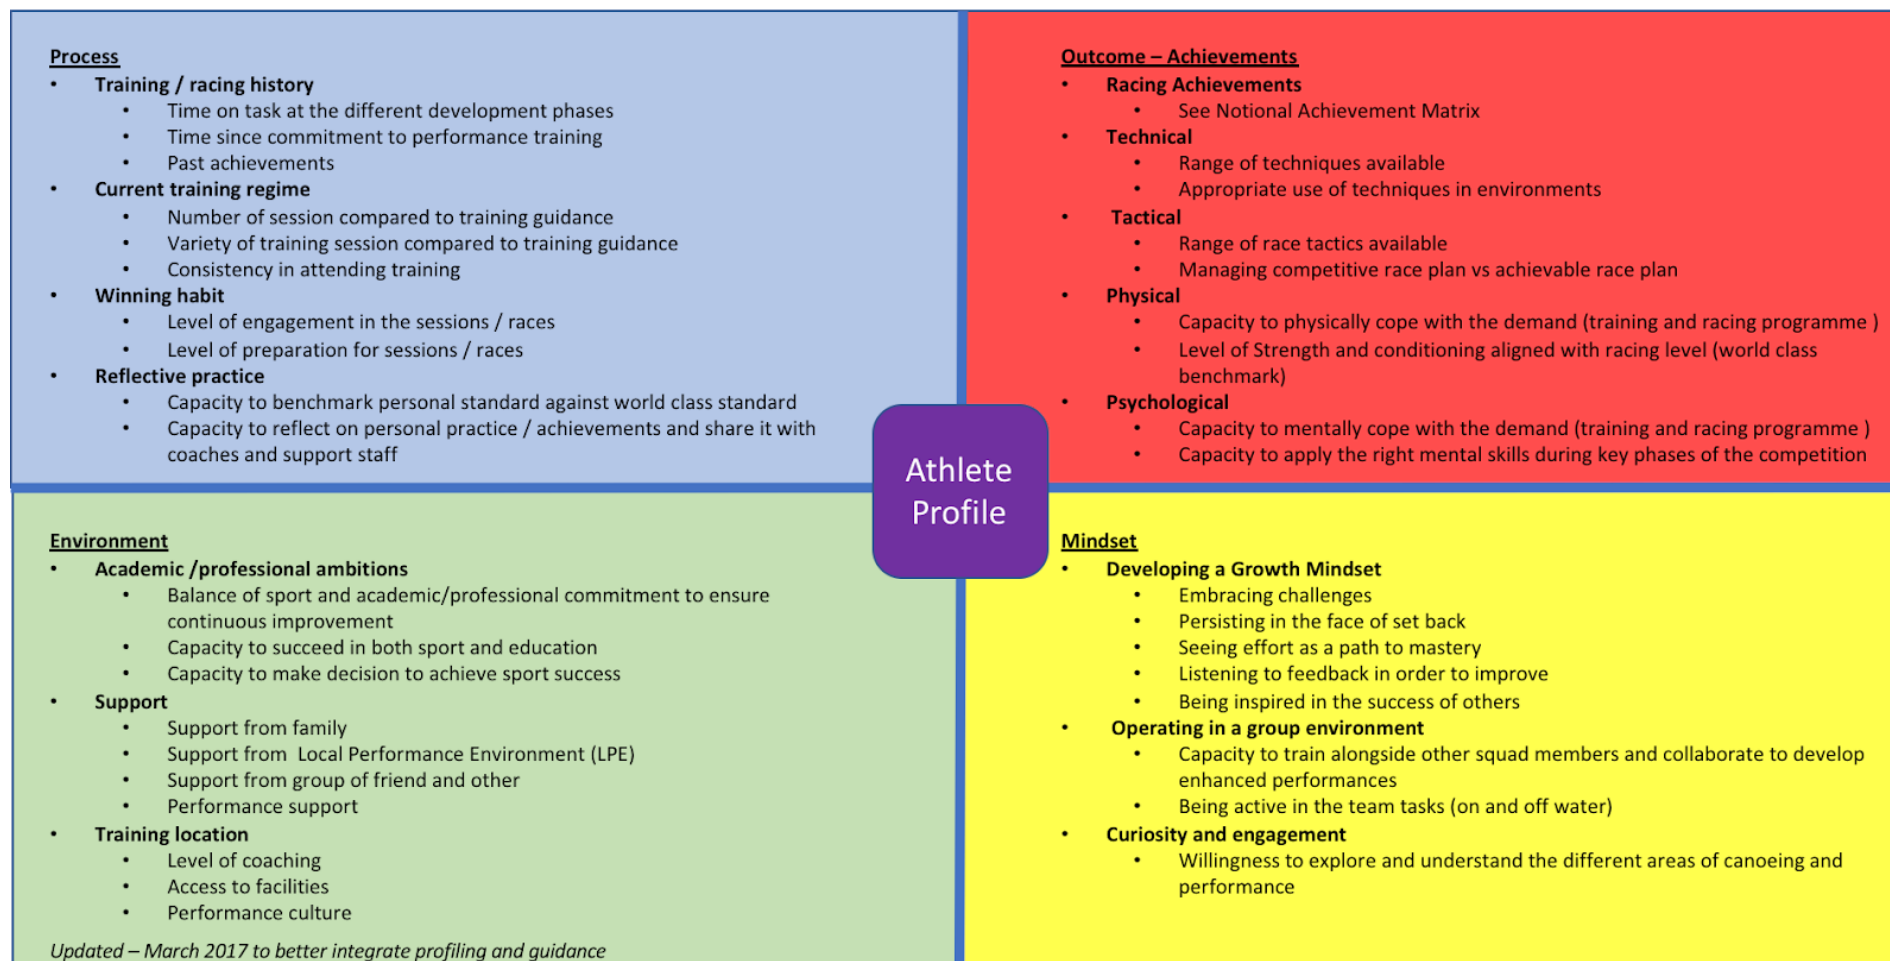 Process
• Training / racing history
• Time on task at the different development phases
• Time since commitment to performance training
• Past achievements
• Current training regime
• Number of session compared to training guidance
• Variety of training session compared to training guidance
• Consistency in attending training
• Winning habit
• Level of engagement in the sessions / races
• Level of preparation for sessions / races
• Reflective practice
• Capacity to benchmark personal standard against world class standard
• Capacity to reflect on personal practice / achievements and share it with
coaches and support staff
Outcome – Achievements
• Racing Achievements
• See Notional Achievement Matrix
• Technical
• Range of techniques available
• Appropriate use of techniques in environments
• Tactical
• Range of race tactics available
• Managing competitive race plan vs achievable race plan
• Physical
• Capacity to physically cope with the demand (training and racing programme )
• Level of Strength and conditioning aligned with racing level (world class
benchmark)
• Psychological
• Capacity to mentally cope with the demand (training and racing programme )
• Capacity to apply the right mental skills during key phases of the competition
Athlete
Profile
Environment
• Academic /professional ambitions
• Balance of sport and academic/professional commitment to ensure
continuous improvement
• Capacity to succeed in both sport and education
• Capacity to make decision to achieve sport success
• Support
• Support from family
• Support from  Local Performance Environment (LPE)
• Support from group of friend and other
• Performance support
• Training location
• Level of coaching
• Access to facilities
• Performance culture
Updated – March 2017 to better integrate profiling and guidance
Mindset
• Developing a Growth Mindset
• Embracing challenges
• Persisting in the face of set back
• Seeing effort as a path to mastery
• Listening to feedback in order to improve
• Being inspired in the success of others
• Operating in a group environment
• Capacity to train alongside other squad members and collaborate to develop
enhanced performances
• Being active in the team tasks (on and off water)
• Curiosity and engagement
• Willingness to explore and understand the different areas of canoeing and
performance